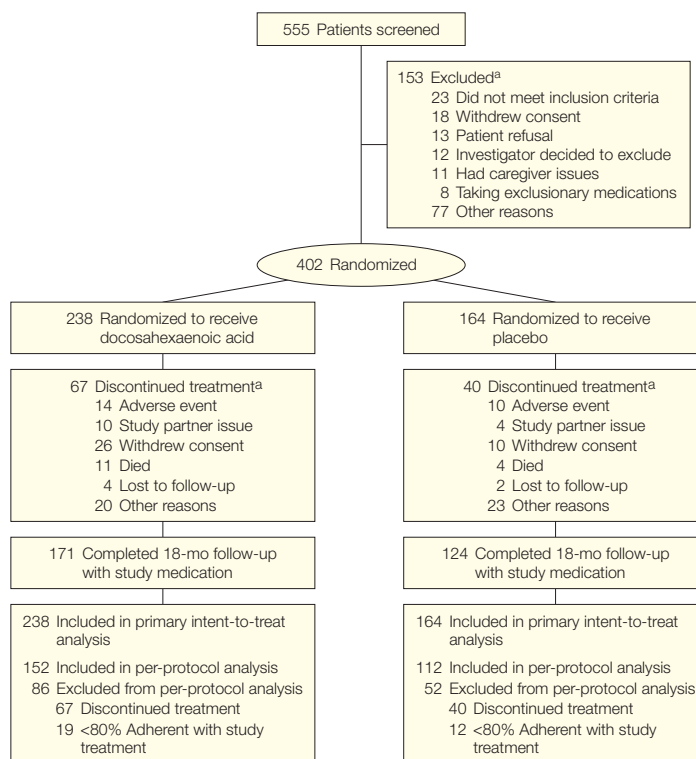 555 Patients screened
153 Excludedᵃ
23 Did not meet inclusion criteria
18 Withdrew consent
13 Patient refusal
12 Investigator decided to exclude
11 Had caregiver issues
8 Taking exclusionary medications
77 Other reasons
402 Randomized
238 Randomized to receive
docosahexaenoic acid
164 Randomized to receive
placebo
67 Discontinued treatmentᵃ
14 Adverse event
10 Study partner issue
26 Withdrew consent
11 Died
4 Lost to follow-up
20 Other reasons
40 Discontinued treatmentᵃ
10 Adverse event
4 Study partner issue
10 Withdrew consent
4 Died
2 Lost to follow-up
23 Other reasons
171 Completed 18-mo follow-up
with study medication
124 Completed 18-mo follow-up
with study medication
238 Included in primary intent-to-treat
analysis
152 Included in per-protocol analysis
86 Excluded from per-protocol analysis
67 Discontinued treatment
19 <80% Adherent with study
treatment
164 Included in primary intent-to-treat
analysis
112 Included in per-protocol analysis
52 Excluded from per-protocol analysis
40 Discontinued treatment
12 <80% Adherent with study
treatment